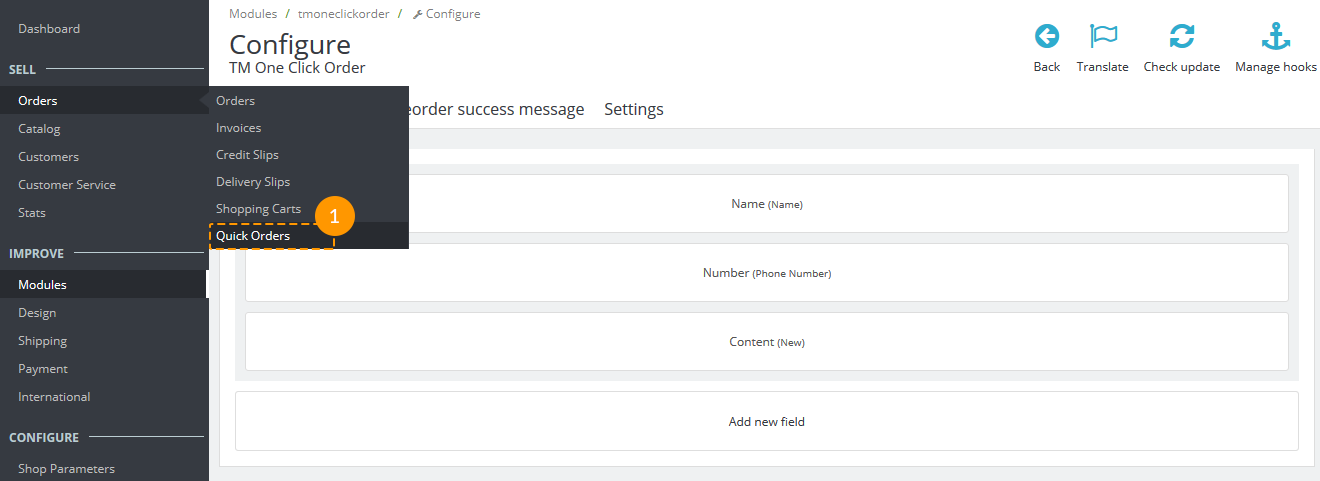 Dashboard
SELL
Orders
Catalog
Customers
Customer Service
Stats
IMPROVE
Modules
Design
Shipping
Payment
International
CONFIGURE
Shop Parameters
Orders
Invoices
Credit Slips
Delivery Slips
Shopping Carts
1
Quick Orders
Modules / tmoneclickorder / Configure
Configure
TM One Click Order
Back
Translate
Check update
Manage hooks
eorder success message
Settings
Name (Name)
Number (Phone Number)
Content (New)
Add new field